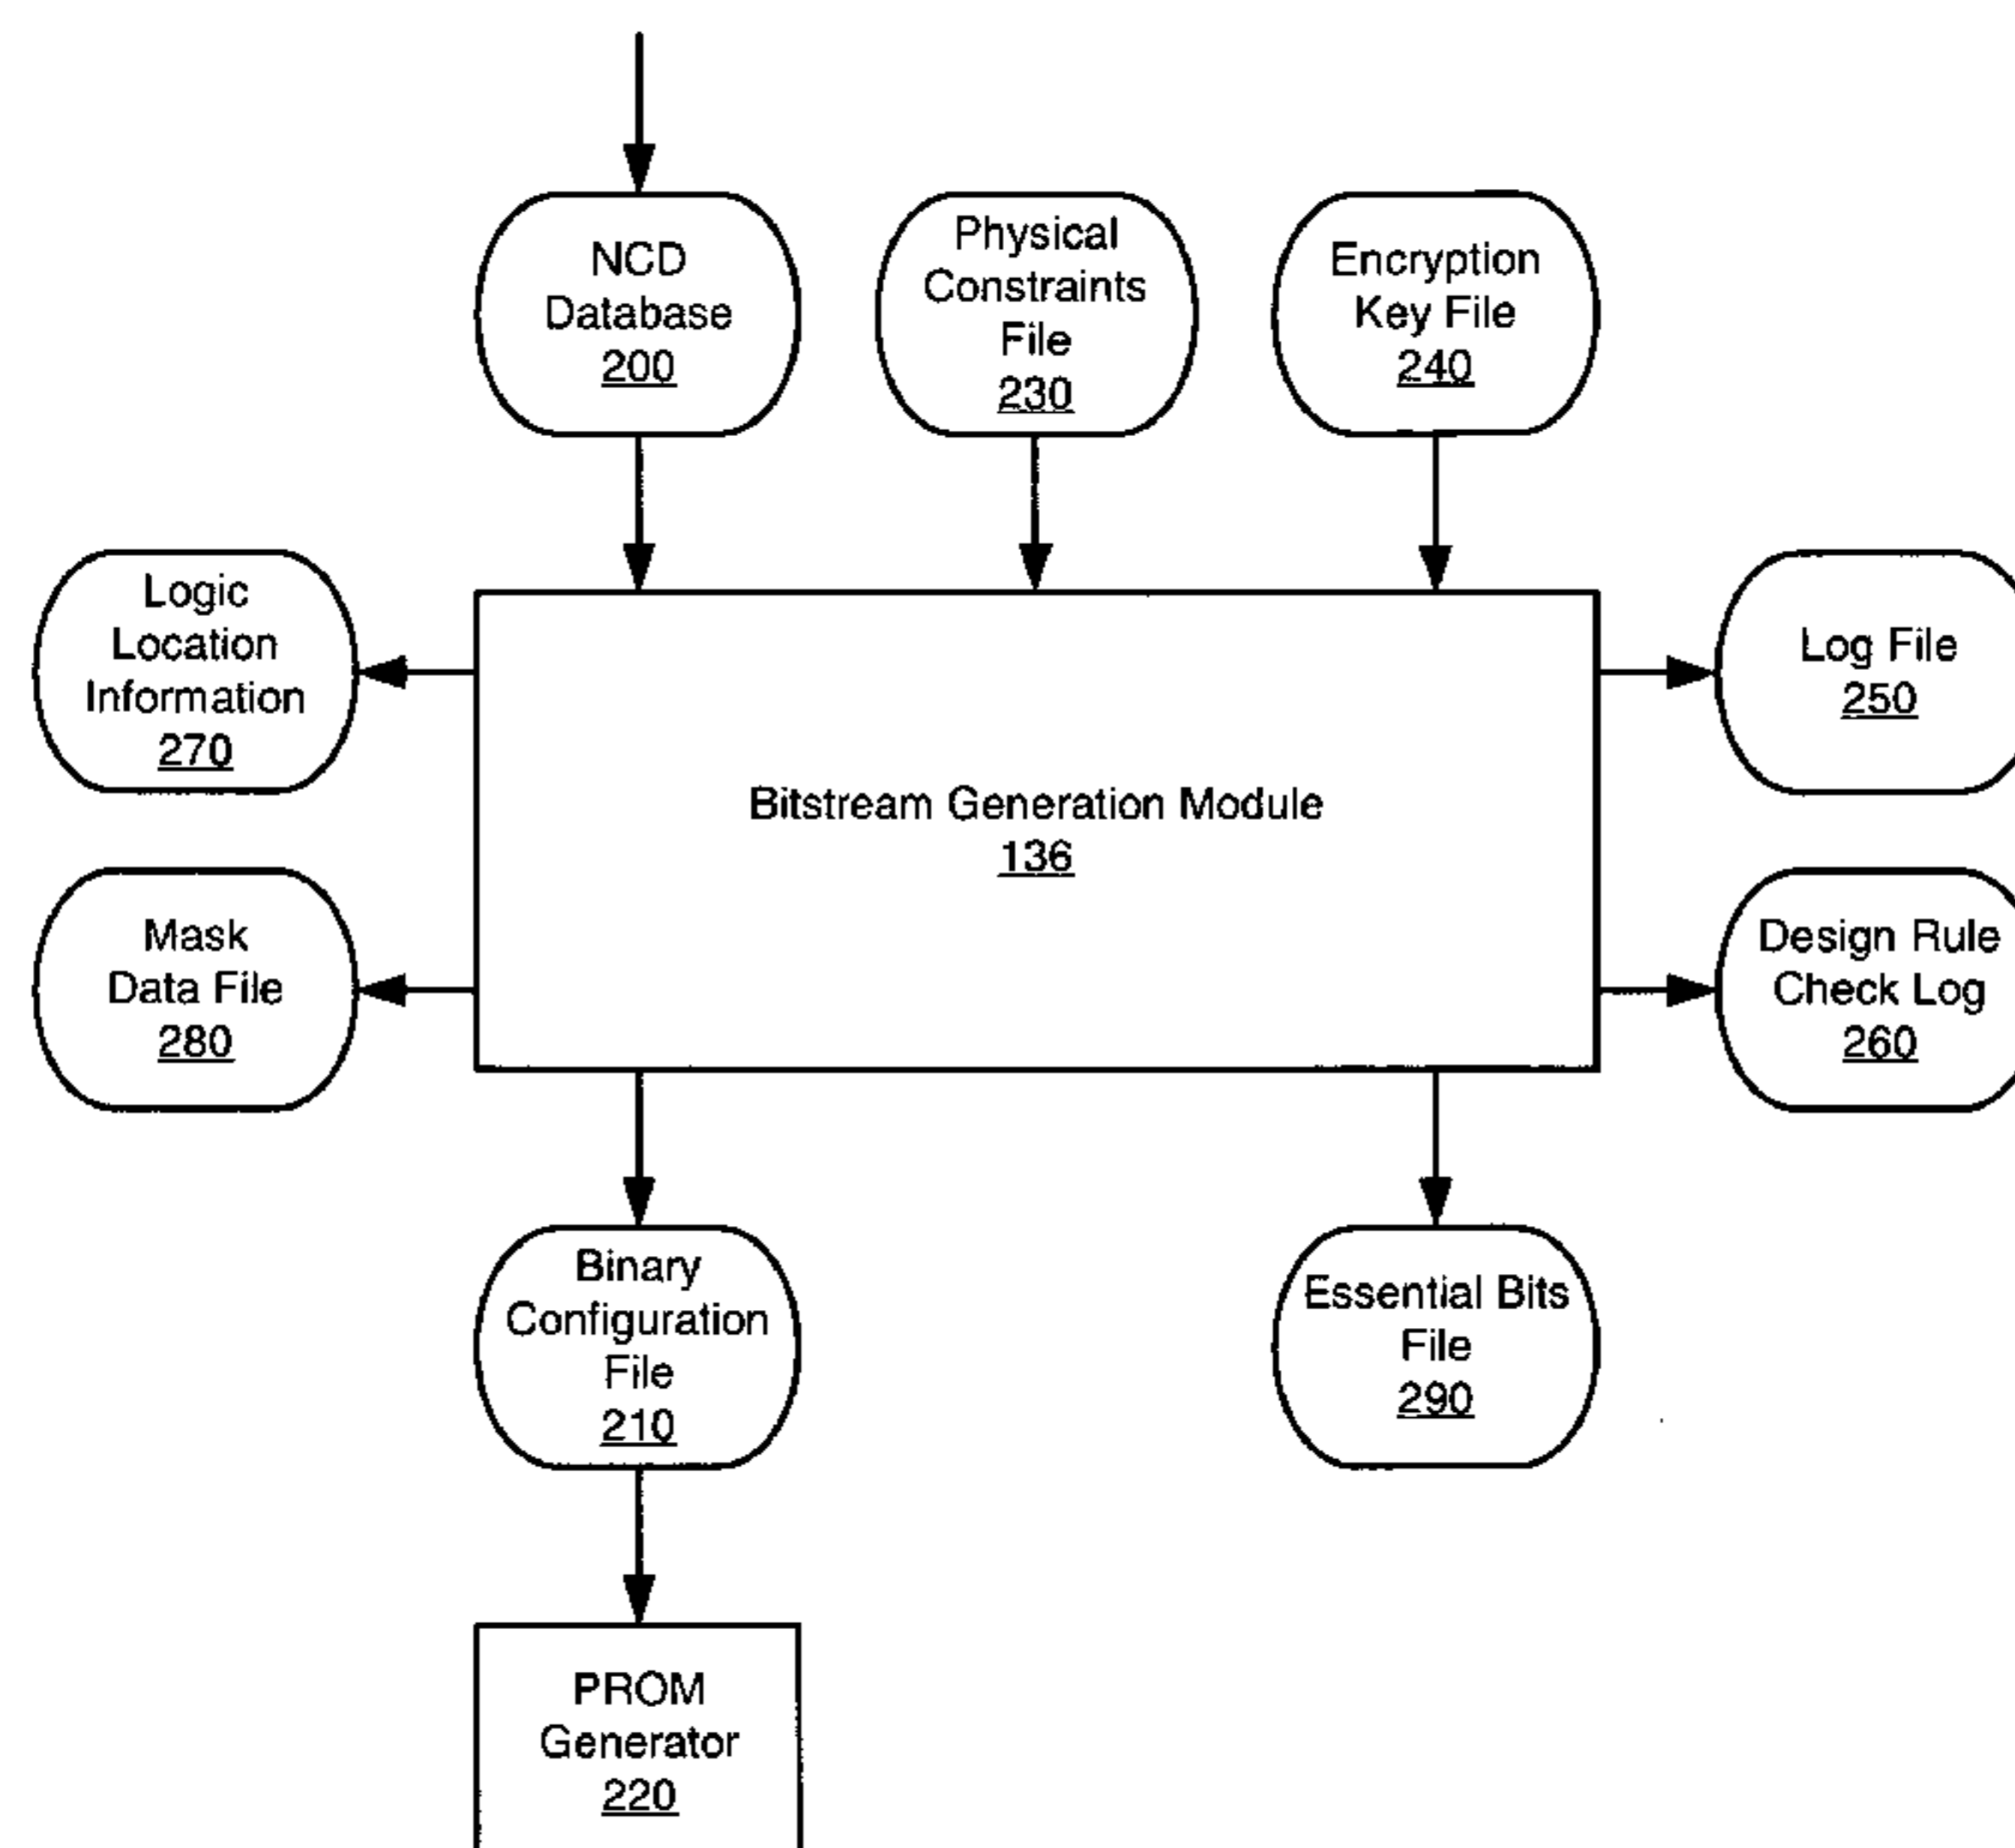 NCD
Database
200
Physical
Constraints
File
230
Encryption
Key File
240
Logic
Location
Information
270
Log File
250
Bitstream Generation Module
136
Mask
Data File
280
Design Rule
Check Log
260
Binary
Configuration
File
210
Essential Bits
File
290
PROM
Generator
220